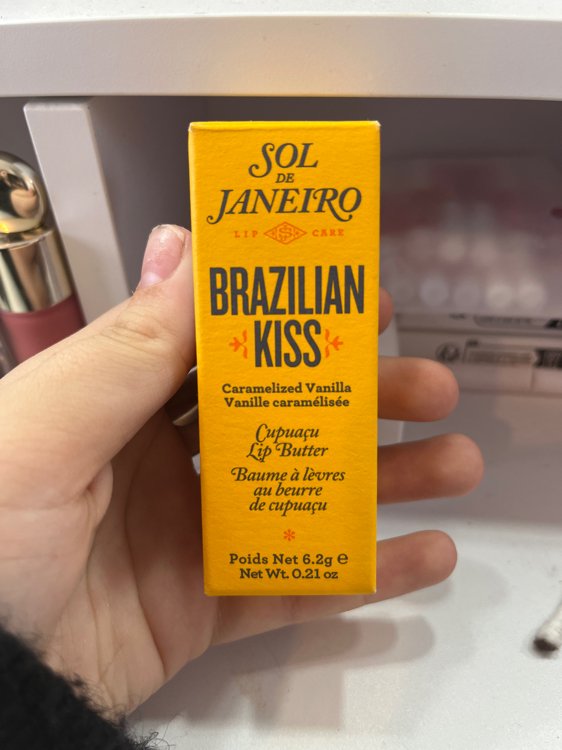 SOL
DE
JANEIRO
LIP CARE
BRAZILIAN
KISS
Caramelized Vanilla
Vanille caramélisée
Cupuaçu
Lip Butter
Baume à lèvres
au beurre
de cupuaçu
Poids Net 6.2g ℮
Net Wt. 0.21 oz